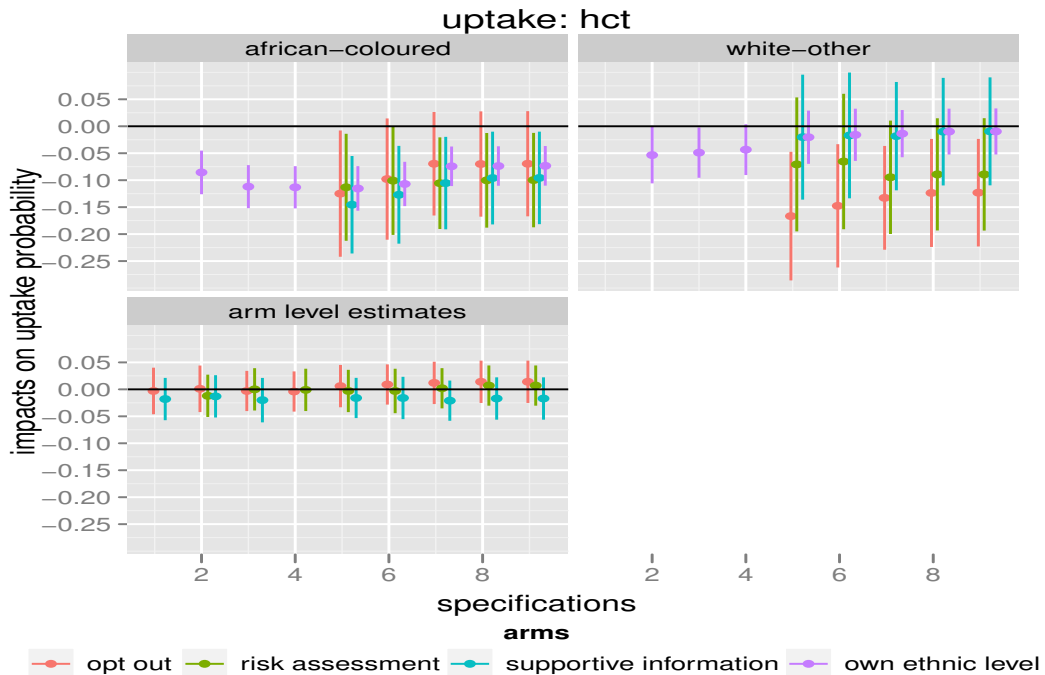 uptake: hct
african−coloured
white−other
0.05
0.00
−0.05
−0.10
−0.15
−0.20
−0.25
arm level estimates
0.05
0.00
−0.05
−0.10
−0.15
−0.20
−0.25
impacts on uptake probability
2 4 6 8
2 4 6 8
specifications
arms
opt out risk assessment supportive information own ethnic level